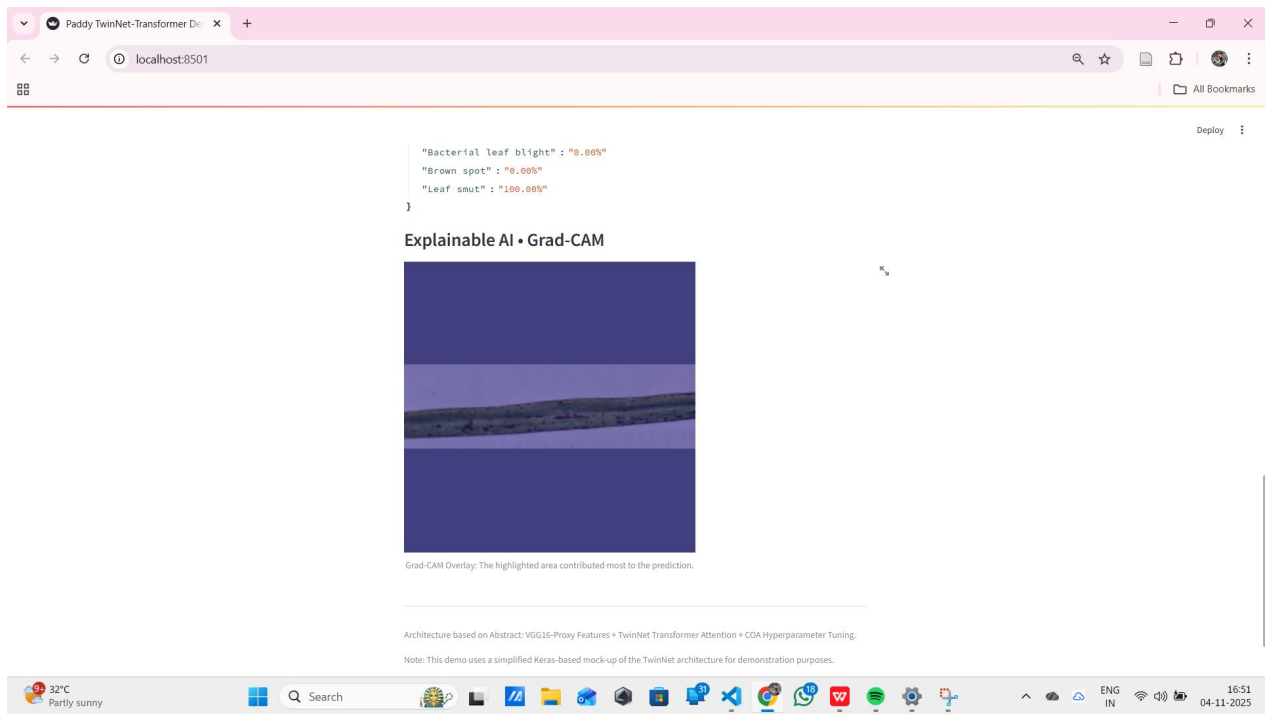 Paddy TwinNet-Transformer De
localhost:8501
All Bookmarks
Deploy
"Bacterial leaf blight" : "0.00%"
"Brown spot" : "0.00%"
"Leaf smut" : "100.00%"
}
Explainable AI • Grad-CAM
Grad-CAM Overlay: The highlighted area contributed most to the prediction.
Architecture based on Abstract: VGG16-Proxy Features + TwinNet Transformer Attention + COA Hyperparameter Tuning.
Note: This demo uses a simplified Keras-based mock-up of the TwinNet architecture for demonstration purposes.
9+
32°C
Partly sunny
Search
31
18
ENG
IN
16:51
04-11-2025